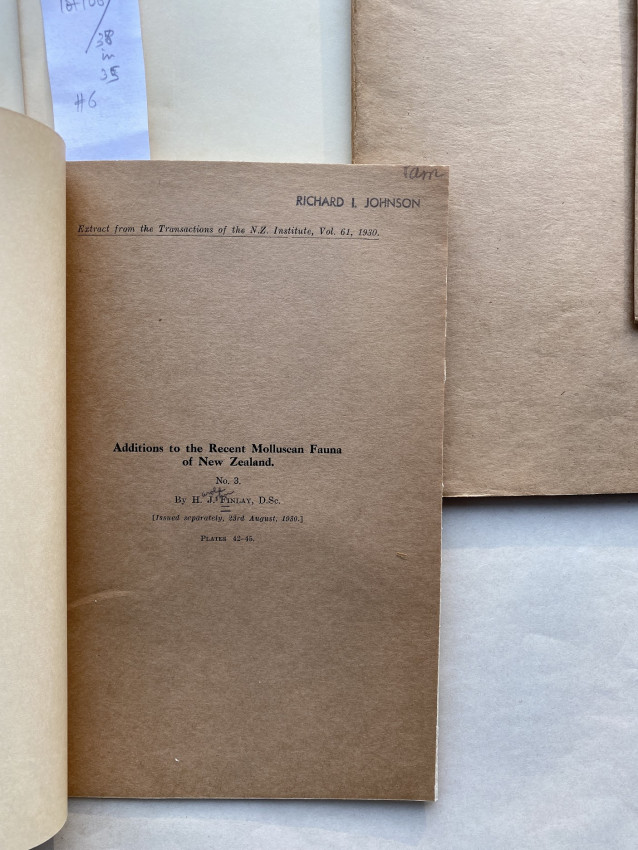 38
in
35
#6
RICHARD I. JOHNSON
Extract from the Transactions of the N.Z. Institute, Vol. 61, 1930.
Additions to the Recent Molluscan Fauna
of New Zealand.
No. 3.
By H. J. FINLAY, D.Sc.
[Issued separately, 23rd August, 1930.]
PLATES 42-45.